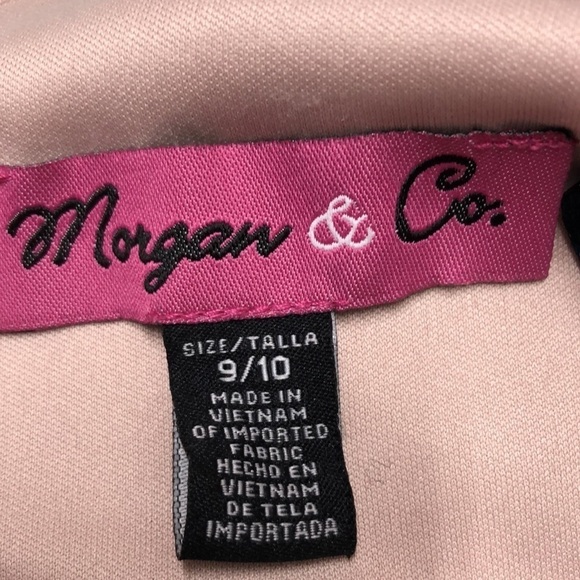 Morgan & Co.
SIZE/TALLA
9/10
MADE IN
VIETNAM
OF IMPORTED
FABRIC
HECHO EN
VIETNAM
DE TELA
IMPORTADA